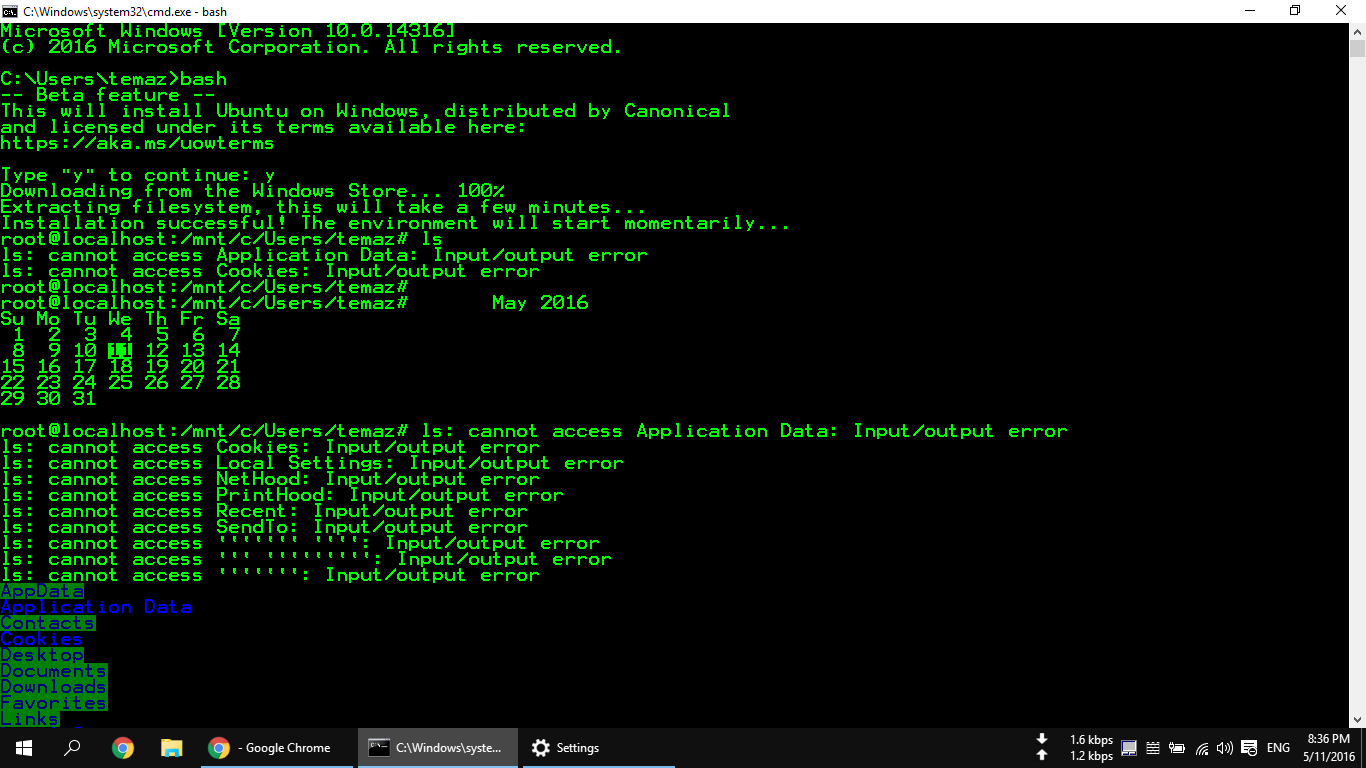 C:\Windows\system32\cmd.exe - bash
Microsoft Windows [Version 10.0.14316]
(c) 2016 Microsoft Corporation. All rights reserved.
C:\Users\temaz>bash
-- Beta feature --
This will install Ubuntu on Windows, distributed by Canonical
and licensed under its terms available here:
https://aka.ms/uowterms
Type "y" to continue: y
Downloading from the Windows Store... 100%
Extracting filesystem, this will take a few minutes...
Installation successful! The environment will start momentarily...
root@localhost:/mnt/c/Users/temaz# ls
ls: cannot access Application Data: Input/output error
ls: cannot access Cookies: Input/output error
root@localhost:/mnt/c/Users/temaz#
root@localhost:/mnt/c/Users/temaz#       May 2016
Su Mo Tu We Th Fr Sa
 1  2  3  4  5  6  7
 8  9 10 11 12 13 14
15 16 17 18 19 20 21
22 23 24 25 26 27 28
29 30 31
root@localhost:/mnt/c/Users/temaz# ls: cannot access Application Data: Input/output error
ls: cannot access Cookies: Input/output error
ls: cannot access Local Settings: Input/output error
ls: cannot access NetHood: Input/output error
ls: cannot access PrintHood: Input/output error
ls: cannot access Recent: Input/output error
ls: cannot access SendTo: Input/output error
ls: cannot access ''''''' '''': Input/output error
ls: cannot access ''' ''''''''': Input/output error
ls: cannot access ''''''': Input/output error
AppData
Application Data
Contacts
Cookies
Desktop
Documents
Downloads
Favorites
Links
- Google Chrome
C:\Windows\syste...
Settings
1.6 kbps
1.2 kbps
ENG
8:36 PM
5/11/2016